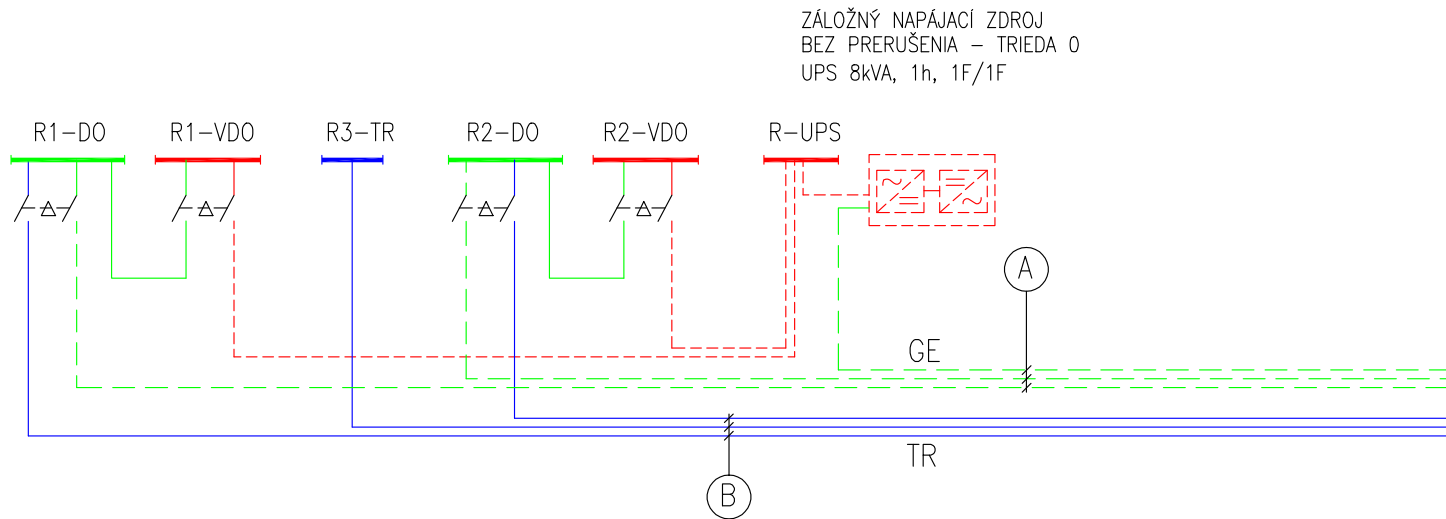 ZÁLOŽNÝ NAPÁJACÍ ZDROJ
BEZ PRERUŠENIA – TRIEDA 0
UPS 8kVA, 1h, 1F/1F
R1–DO
R1–VDO
R3–TR
R2–DO
R2–VDO
R–UPS
A
GE
TR
B